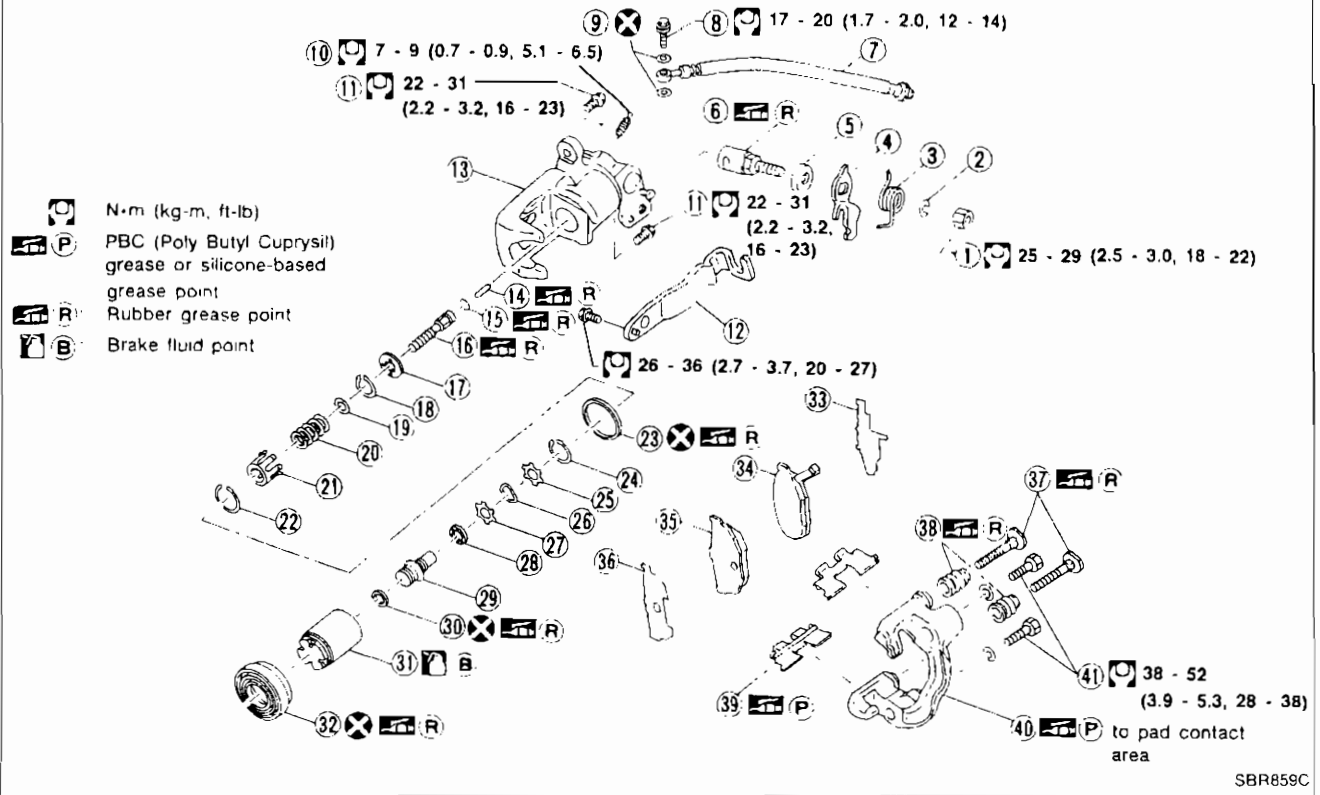 9 8 17 - 20 (1.7 - 2.0, 12 - 14)
10 7 - 9 (0.7 - 0.9, 5.1 - 6.5)
7
11 22 - 31
(2.2 - 3.2, 16 - 23)
6 R
5
4
3
2
13
11 22 - 31
(2.2 - 3.2,
16 - 23)
1 25 - 29 (2.5 - 3.0, 18 - 22)
N•m (kg-m, ft-lb)
P PBC (Poly Butyl Cuprysil)
grease or silicone-based
grease point
R Rubber grease point
B Brake fluid point
14 R
15 R
16 R
12
26 - 36 (2.7 - 3.7, 20 - 27)
17
18
19
20
21
22
23 R
24
25
26
27
28
29
30 R
31 B
32 R
33
34
35
36
37 R
38 R
39 P
41 38 - 52
(3.9 - 5.3, 28 - 38)
40 P to pad contact
area
SBR859C